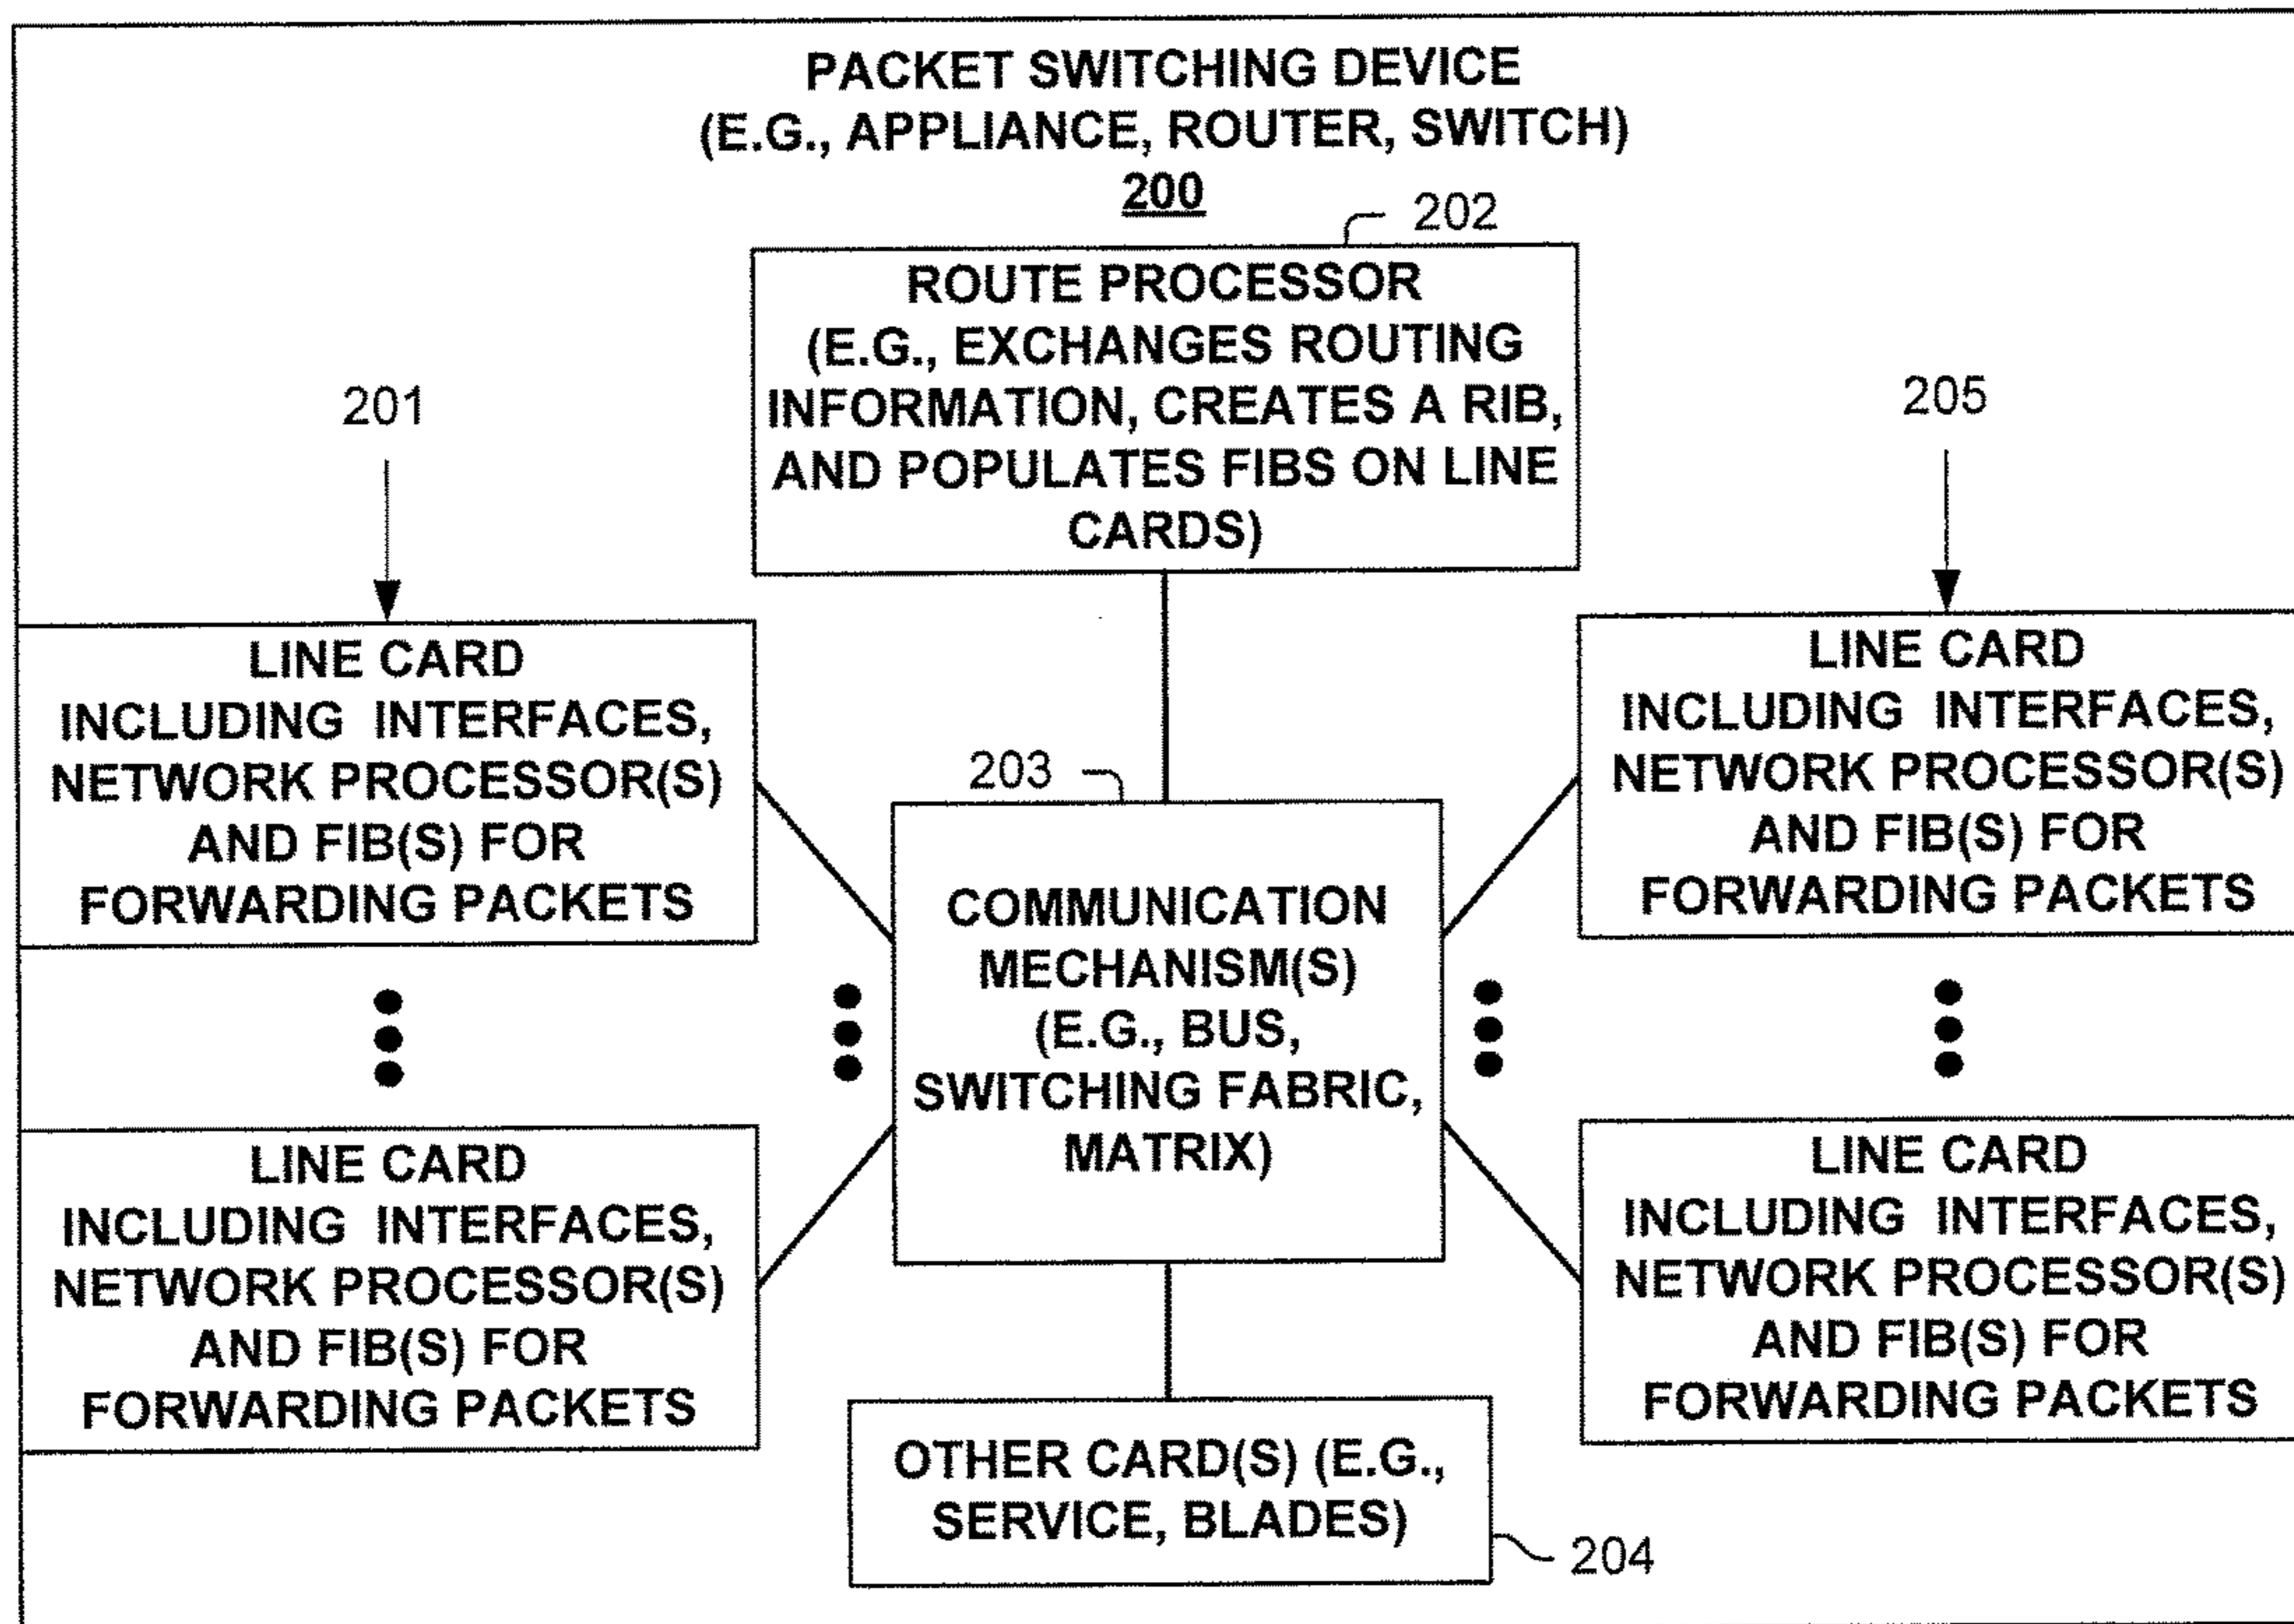 PACKET SWITCHING DEVICE
(E.G., APPLIANCE, ROUTER, SWITCH)
200
202
ROUTE PROCESSOR
(E.G., EXCHANGES ROUTING
INFORMATION, CREATES A RIB,
AND POPULATES FIBS ON LINE
CARDS)
201
205
LINE CARD
INCLUDING INTERFACES,
NETWORK PROCESSOR(S)
AND FIB(S) FOR
FORWARDING PACKETS
LINE CARD
INCLUDING INTERFACES,
NETWORK PROCESSOR(S)
AND FIB(S) FOR
FORWARDING PACKETS
203
COMMUNICATION
MECHANISM(S)
(E.G., BUS,
SWITCHING FABRIC,
MATRIX)
LINE CARD
INCLUDING INTERFACES,
NETWORK PROCESSOR(S)
AND FIB(S) FOR
FORWARDING PACKETS
LINE CARD
INCLUDING INTERFACES,
NETWORK PROCESSOR(S)
AND FIB(S) FOR
FORWARDING PACKETS
OTHER CARD(S) (E.G.,
SERVICE, BLADES)
204